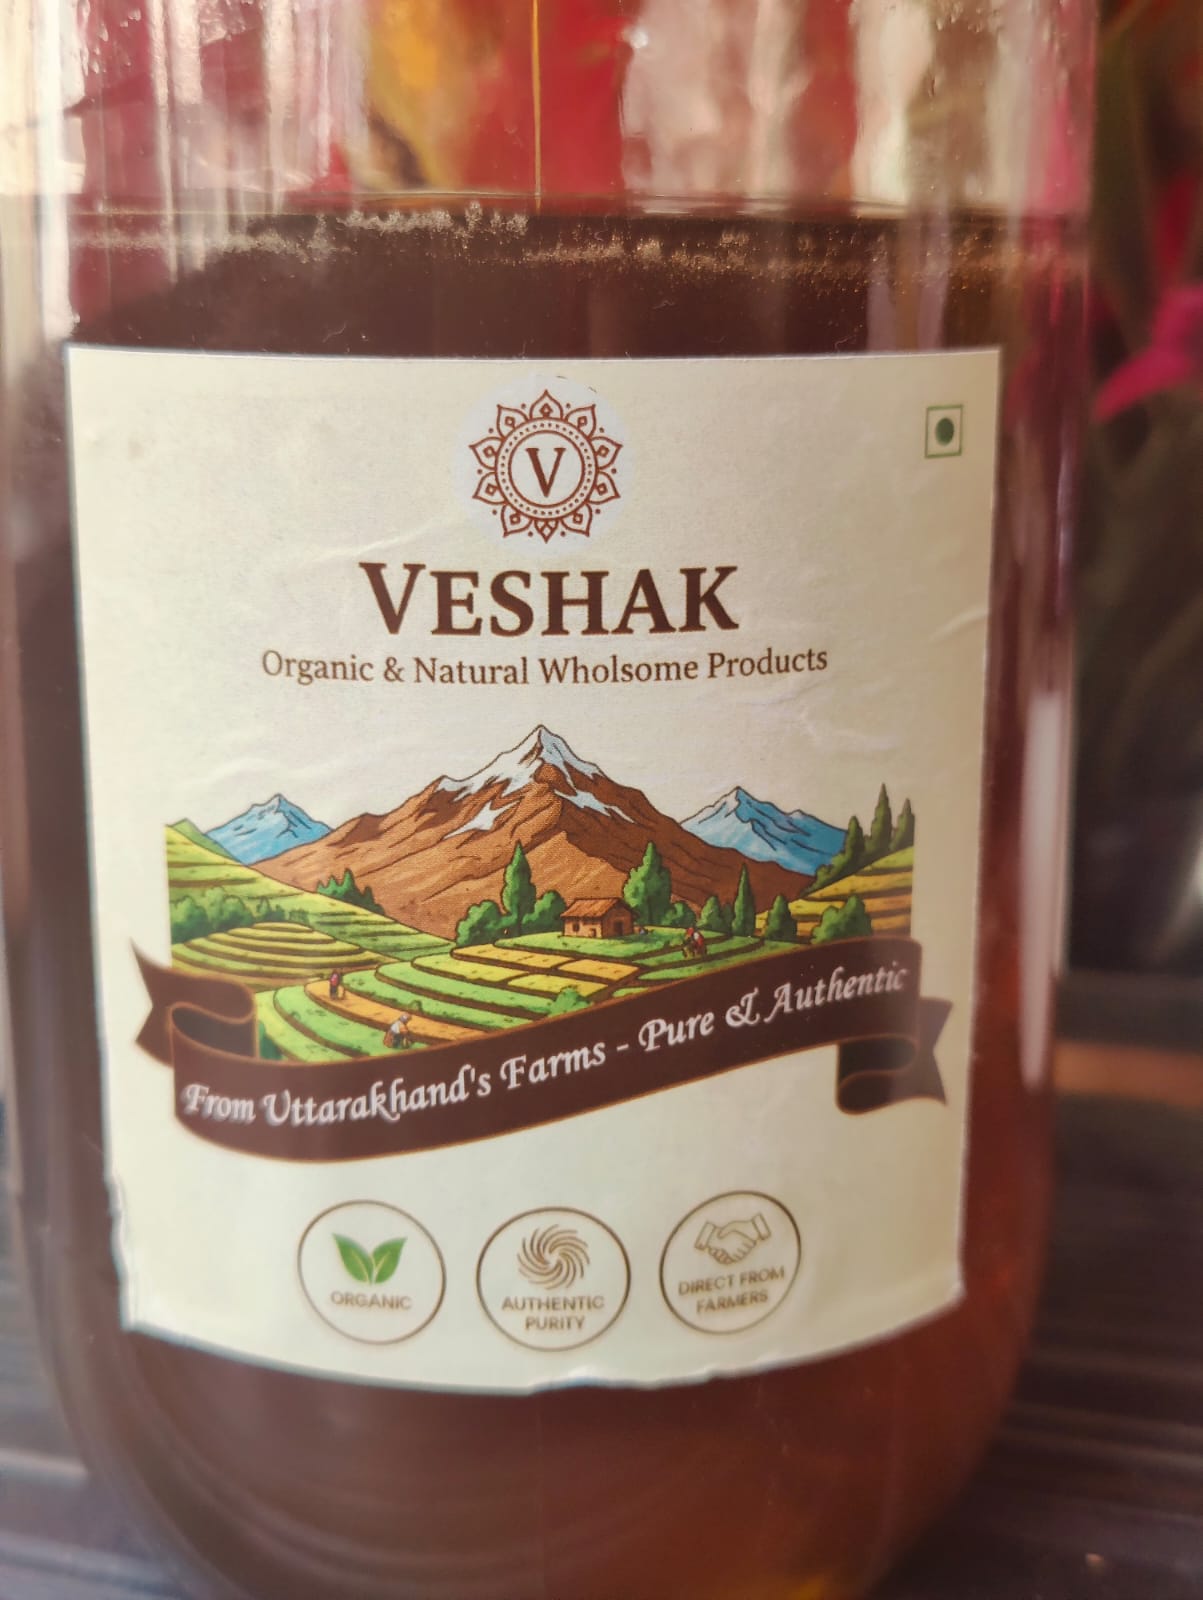 V
VESHAK
Organic & Natural Wholsome Products
From Uttarakhand's Farms - Pure & Authentic
ORGANIC
AUTHENTIC
PURITY
DIRECT FROM
FARMERS